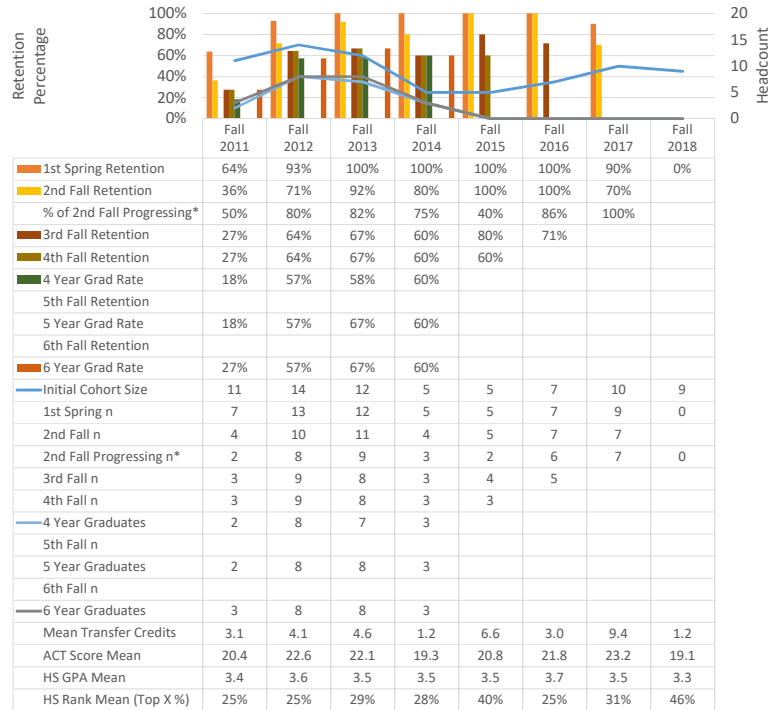 100%
80%
60%
40%
20%
0%
Retention
Percentage
20
15
10
5
0
Headcount
Fall 2011 Fall 2012 Fall 2013 Fall 2014 Fall 2015 Fall 2016 Fall 2017 Fall 2018
1st Spring Retention 64% 93% 100% 100% 100% 100% 90% 0%
2nd Fall Retention 36% 71% 92% 80% 100% 100% 70%
% of 2nd Fall Progressing* 50% 80% 82% 75% 40% 86% 100%
3rd Fall Retention 27% 64% 67% 60% 80% 71%
4th Fall Retention 27% 64% 67% 60% 60%
4 Year Grad Rate 18% 57% 58% 60%
5th Fall Retention
5 Year Grad Rate 18% 57% 67% 60%
6th Fall Retention
6 Year Grad Rate 27% 57% 67% 60%
Initial Cohort Size 11 14 12 5 5 7 10 9
1st Spring n 7 13 12 5 5 7 9 0
2nd Fall n 4 10 11 4 5 7 7
2nd Fall Progressing n* 2 8 9 3 2 6 7 0
3rd Fall n 3 9 8 3 4 5
4th Fall n 3 9 8 3 3
4 Year Graduates 2 8 7 3
5th Fall n
5 Year Graduates 2 8 8 3
6th Fall n
6 Year Graduates 3 8 8 3
Mean Transfer Credits 3.1 4.1 4.6 1.2 6.6 3.0 9.4 1.2
ACT Score Mean 20.4 22.6 22.1 19.3 20.8 21.8 23.2 19.1
HS GPA Mean 3.4 3.6 3.5 3.5 3.5 3.7 3.5 3.3
HS Rank Mean (Top X %) 25% 25% 29% 28% 40% 25% 31% 46%